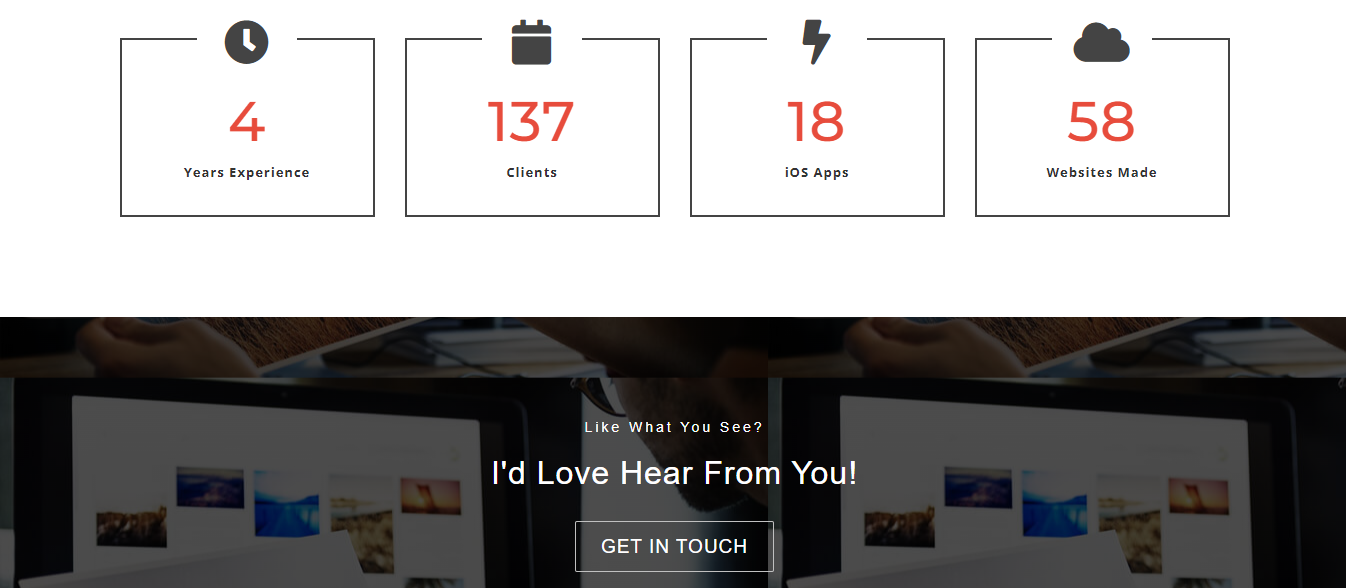 4
137
18
58
Years Experience
Clients
iOS Apps
Websites Made
Like What You See?
I'd Love Hear From You!
GET IN TOUCH